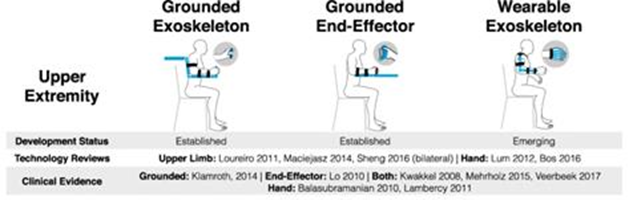 Grounded Exoskeleton
Grounded End-Effector
Wearable Exoskeleton
Upper Extremity
Development Status Established Established Emerging
Technology Reviews Upper Limb: Loureiro 2011, Maciejasz 2014, Sheng 2016 (bilateral) | Hand: Lum 2012, Bos 2016
Clinical Evidence Grounded: Klamroth, 2014 | End-Effector: Lo 2010 | Both: Kwakkel 2008, Mehrholz 2015, Veerbeek 2017
Hand: Balasubramanian 2010, Lambercy 2011